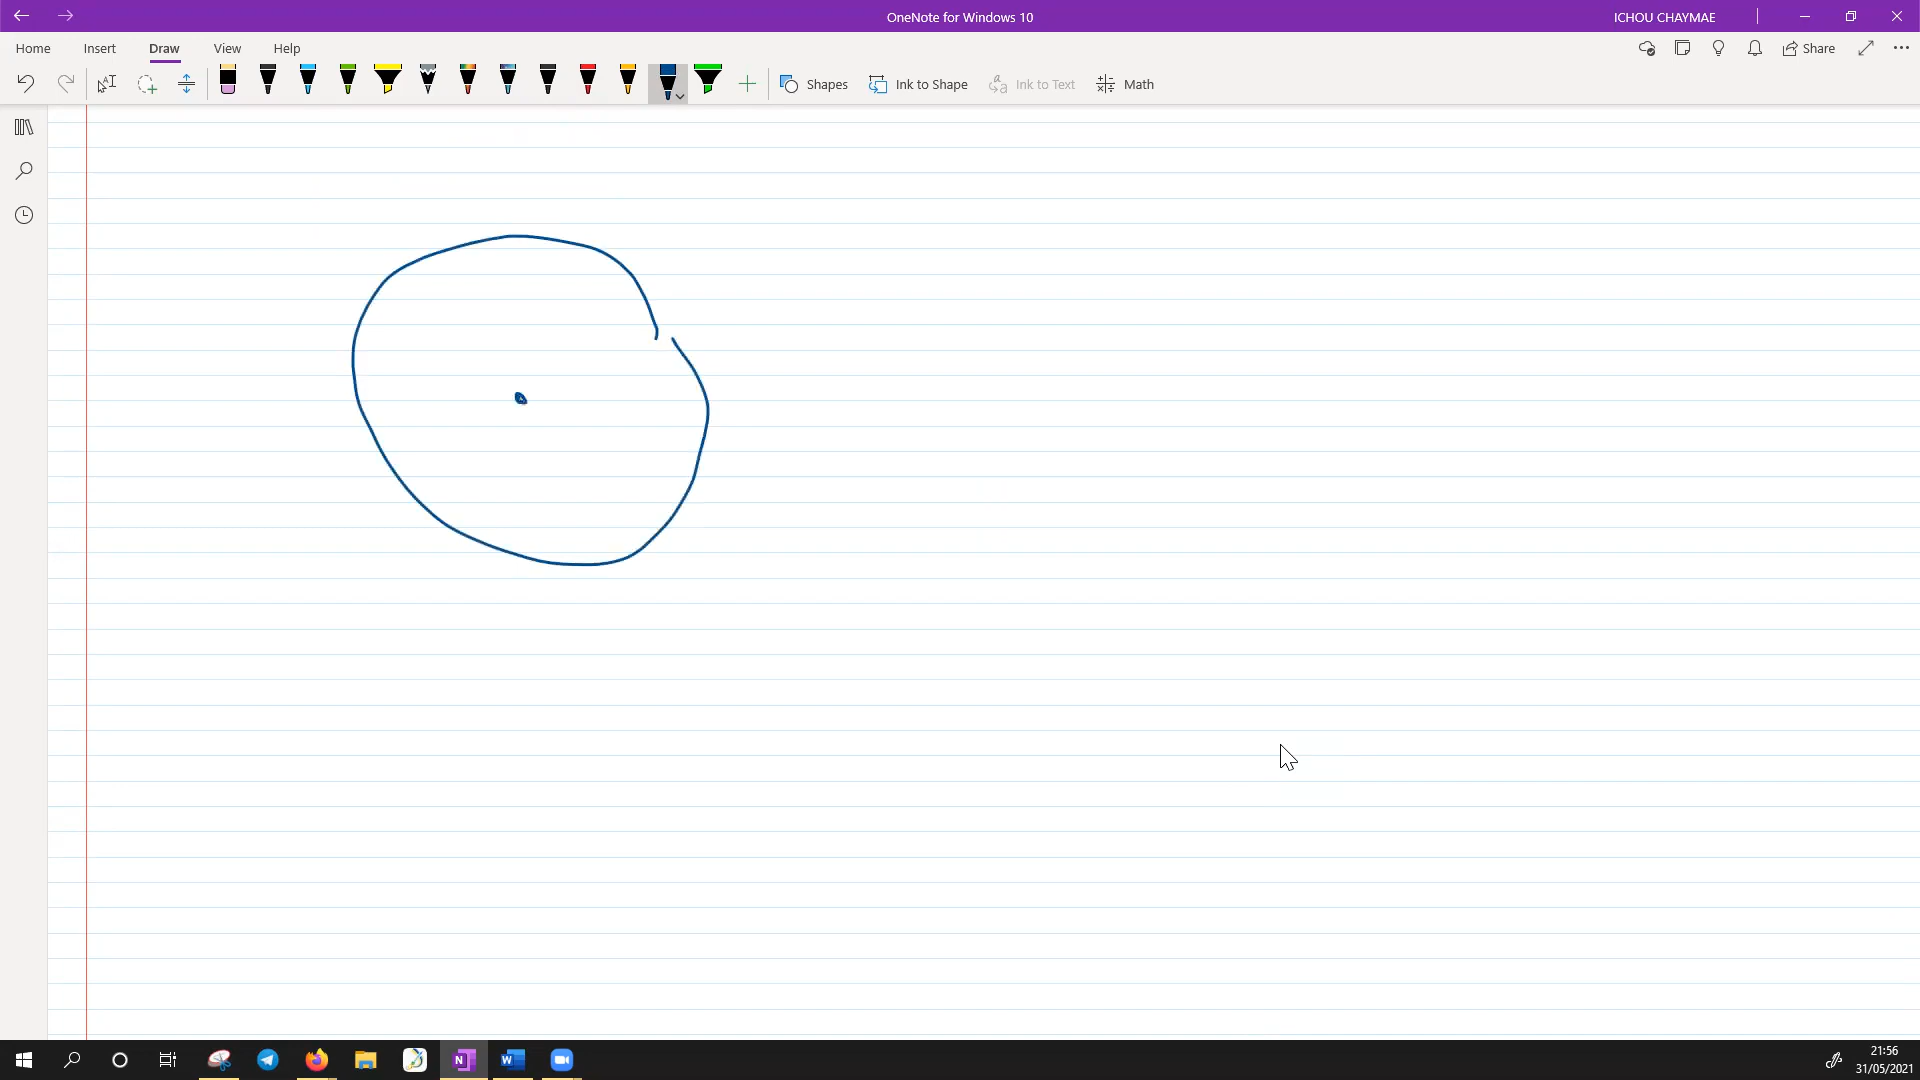 OneNote for Windows 10
ICHOU CHAYMAE
Home Insert Draw View Help
Share
Shapes Ink to Shape Ink to Text Math
21:56
31/05/2021